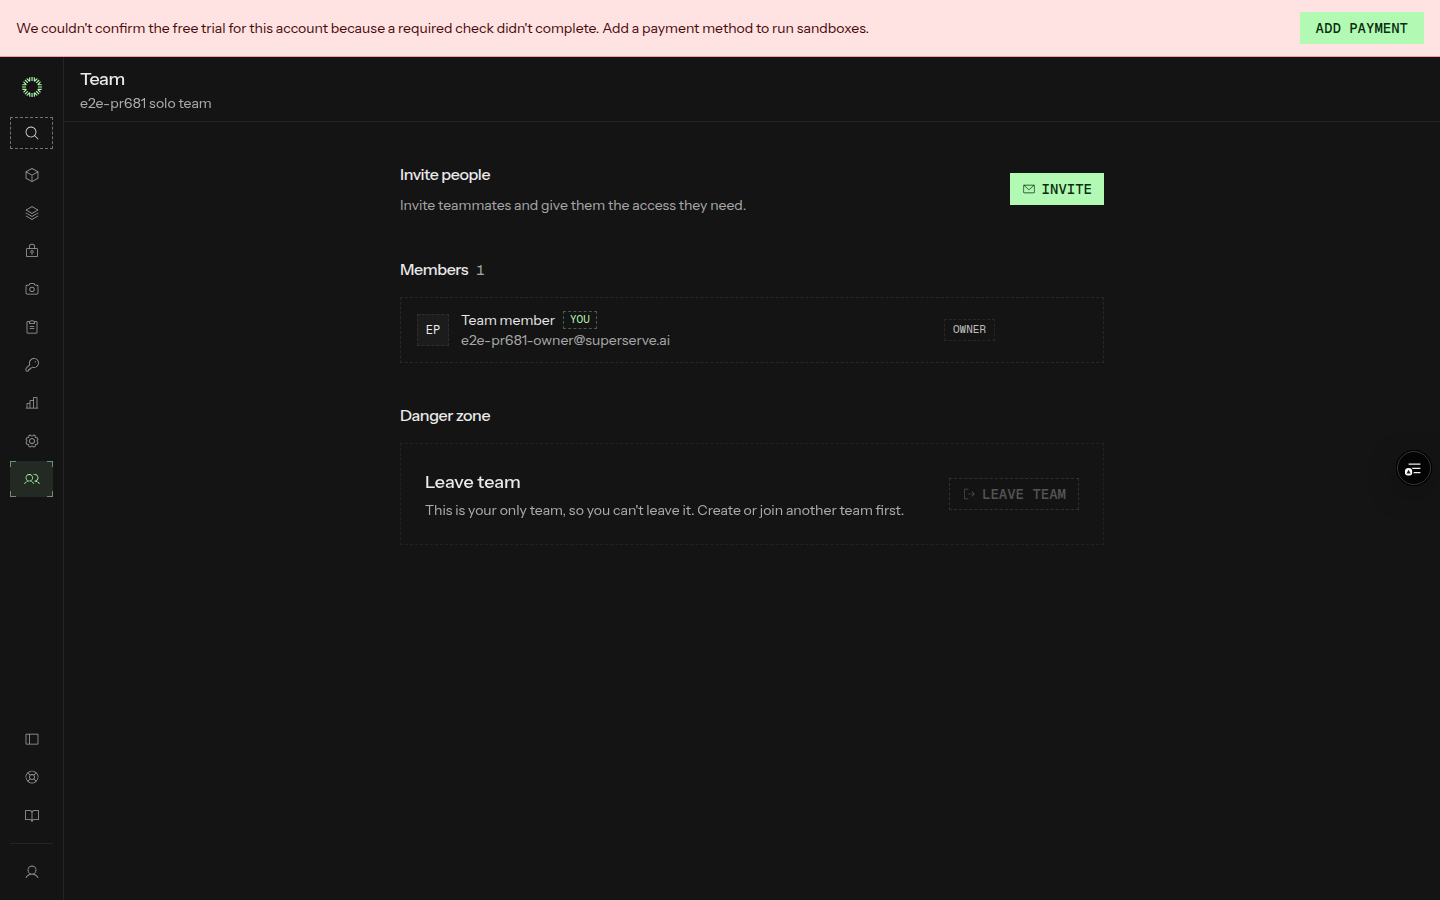 We couldn't confirm the free trial for this account because a required check didn't complete. Add a payment method to run sandboxes.
ADD PAYMENT
Team
e2e-pr681 solo team
Invite people
Invite teammates and give them the access they need.
INVITE
Members 1
EP
Team member YOU
e2e-pr681-owner@superserve.ai
OWNER
Danger zone
Leave team
This is your only team, so you can't leave it. Create or join another team first.
LEAVE TEAM